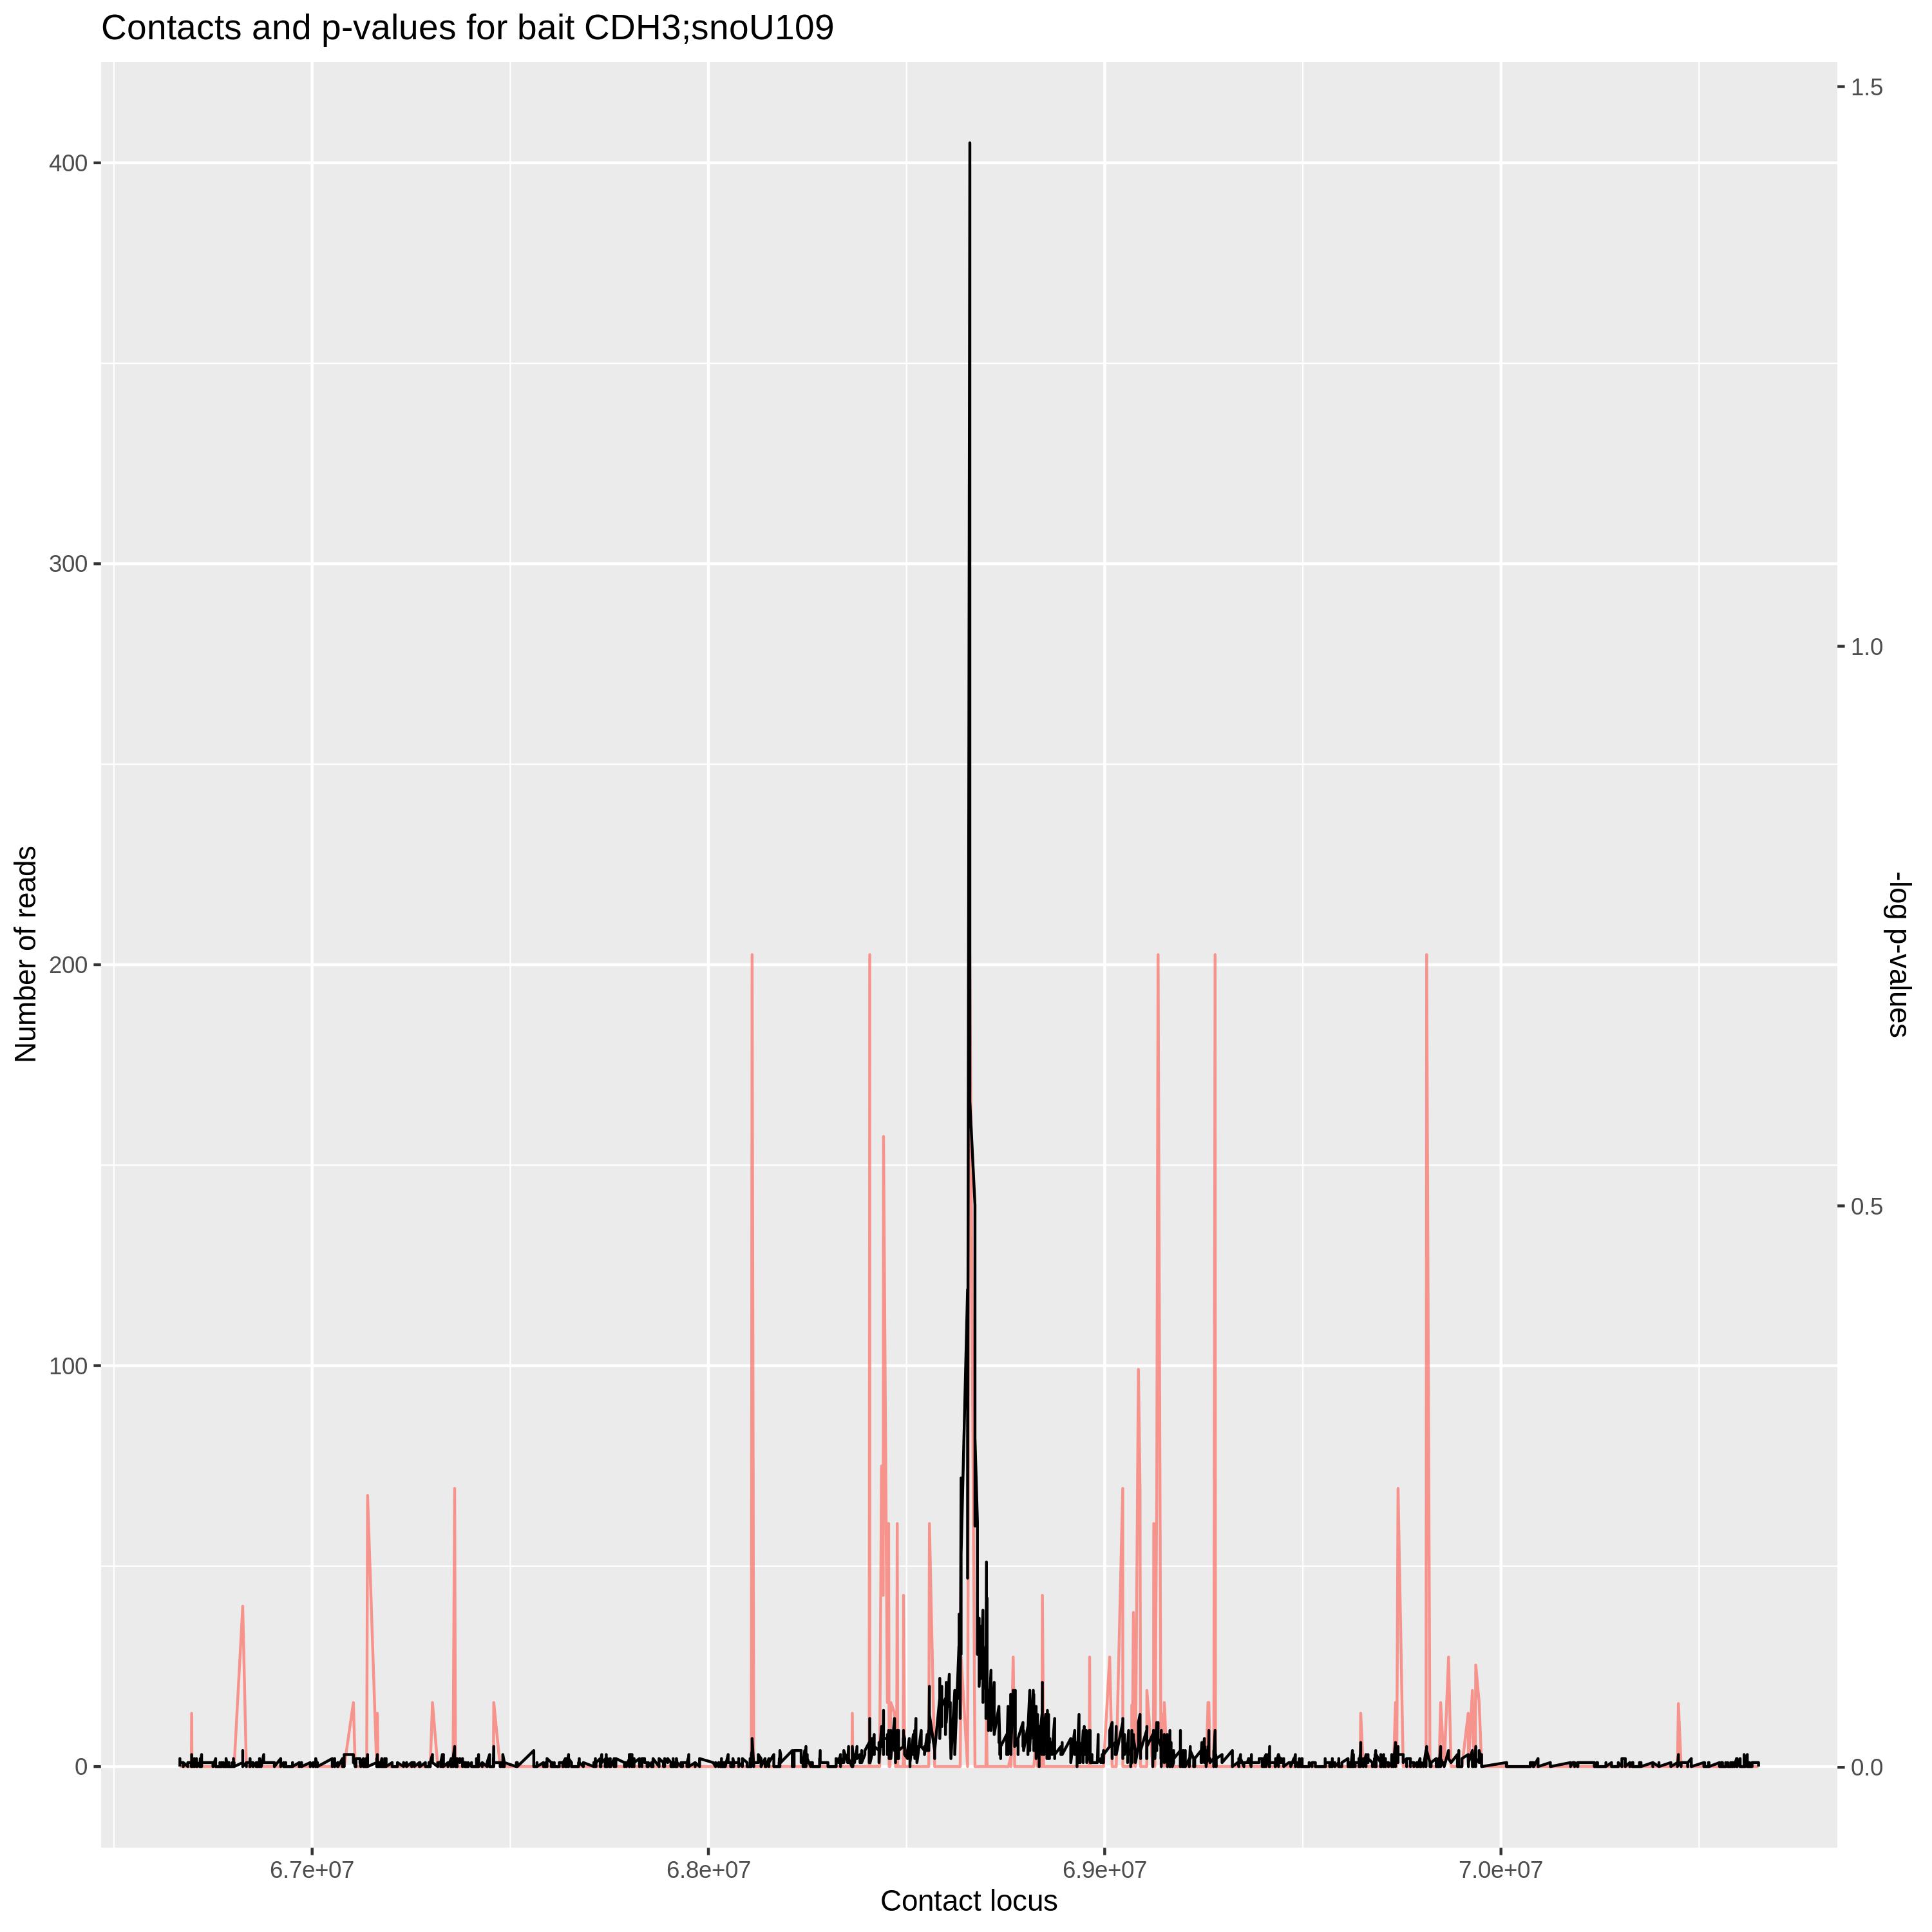 Contacts and p-values for bait CDH3;snoU109
1.5
400
300
1.0
Number of reads
-log p-values
200
0.5
100
0
0.0
6.7e+07 6.8e+07 6.9e+07 7.0e+07
Contact locus